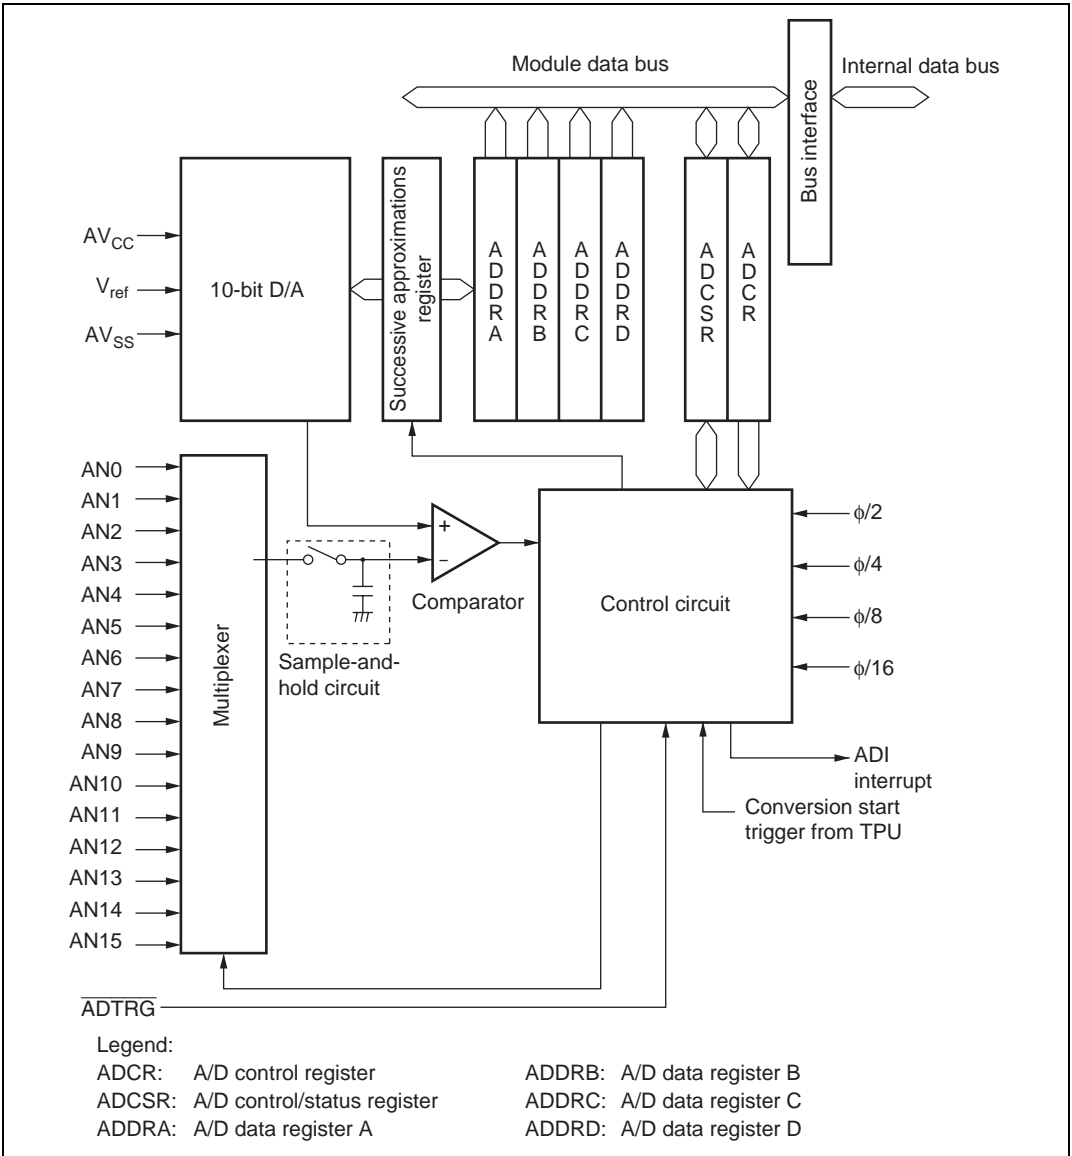 Module data bus
Internal data bus
Bus interface
AVCC
Vref
AVSS
10-bit D/A
Successive approximations
register
ADDRA
ADDRB
ADDRC
ADDRD
ADCSR
ADCR
AN0
AN1
AN2
AN3
AN4
AN5
AN6
AN7
AN8
AN9
AN10
AN11
AN12
AN13
AN14
AN15
Multiplexer
+
−
Comparator
Sample-and-
hold circuit
Control circuit
ϕ/2
ϕ/4
ϕ/8
ϕ/16
ADI
interrupt
Conversion start
trigger from TPU
ADTRG
Legend:
ADCR: A/D control register
ADCSR: A/D control/status register
ADDRA: A/D data register A
ADDRB: A/D data register B
ADDRC: A/D data register C
ADDRD: A/D data register D